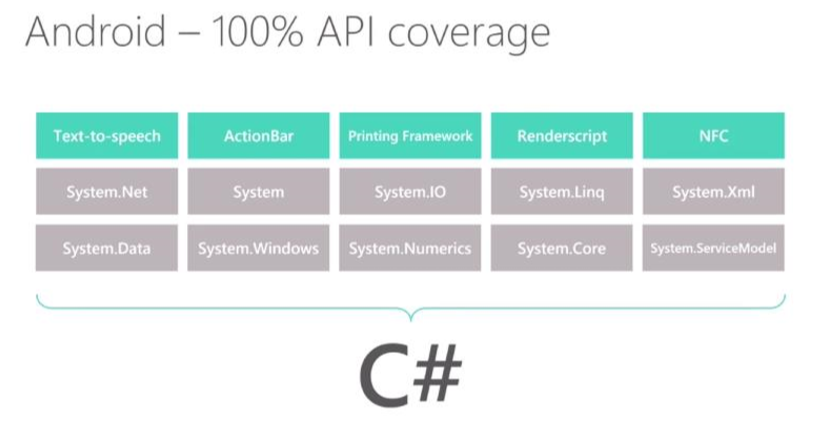 Android – 100% API coverage
Text-to-speech ActionBar Printing Framework Renderscript NFC
System.Net System System.IO System.Linq System.Xml
System.Data System.Windows System.Numerics System.Core System.ServiceModel
C#